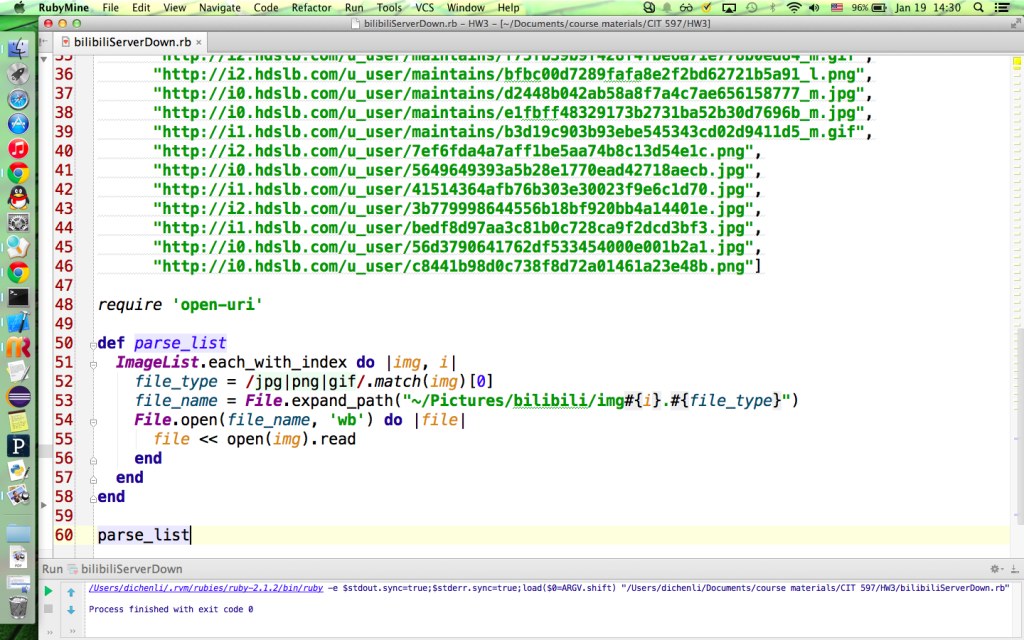 RubyMine File Edit View Navigate Code Refactor Run Tools VCS Window Help 96% Jan 19 14:30
bilibiliServerDown.rb - HW3 - [~/Documents/course materials/CIT 597/HW3]
bilibiliServerDown.rb ×
36 "http://i2.hdslb.com/u_user/maintains/bfbc00d7289fafa8e2f2bd62721b5a91_l.png",
37 "http://i0.hdslb.com/u_user/maintains/d2448b042ab58a8f7a4c7ae656158777_m.jpg",
38 "http://i0.hdslb.com/u_user/maintains/e1fbff48329173b2731ba52b30d7696b_m.jpg",
39 "http://i1.hdslb.com/u_user/maintains/b3d19c903b93ebe545343cd02d9411d5_m.gif",
40 "http://i2.hdslb.com/u_user/7ef6fda4a7aff1be5aa74b8c13d54e1c.png",
41 "http://i0.hdslb.com/u_user/5649649393a5b28e1770ead42718aecb.jpg",
42 "http://i1.hdslb.com/u_user/41514364afb76b303e30023f9e6c1d70.jpg",
43 "http://i2.hdslb.com/u_user/3b779998644556b18bf920bb4a14401e.jpg",
44 "http://i1.hdslb.com/u_user/bedf8d97aa3c81b0c728ca9f2dcd3bf3.jpg",
45 "http://i0.hdslb.com/u_user/56d3790641762df533454000e001b2a1.jpg",
46 "http://i0.hdslb.com/u_user/c8441b98d0c738f8d72a01461a23e48b.png"]
47
48 require 'open-uri'
49
50 def parse_list
51 ImageList.each_with_index do |img, i|
52 file_type = /jpg|png|gif/.match(img)[0]
53 file_name = File.expand_path("~/Pictures/bilibili/img#{i}.#{file_type}")
54 File.open(file_name, 'wb') do |file|
55 file << open(img).read
56 end
57 end
58 end
59
60 parse_list
Run bilibiliServerDown
/Users/dichenli/.rvm/rubies/ruby-2.1.2/bin/ruby -e $stdout.sync=true;$stderr.sync=true;load($0=ARGV.shift) "/Users/dichenli/Documents/course materials/CIT 597/HW3/bilibiliServerDown.rb"
Process finished with exit code 0